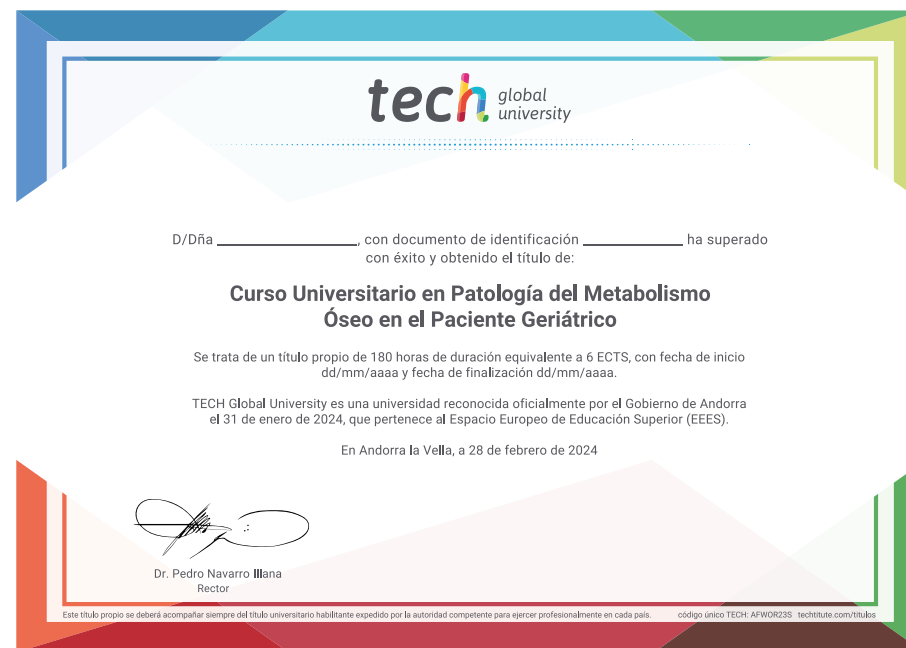 tech global university
D/Dña ____________________, con documento de identificación ______________ ha superado
con éxito y obtenido el título de:
Curso Universitario en Patología del Metabolismo
Óseo en el Paciente Geriátrico
Se trata de un título propio de 180 horas de duración equivalente a 6 ECTS, con fecha de inicio
dd/mm/aaaa y fecha de finalización dd/mm/aaaa.
TECH Global University es una universidad reconocida oficialmente por el Gobierno de Andorra
el 31 de enero de 2024, que pertenece al Espacio Europeo de Educación Superior (EEES).
En Andorra la Vella, a 28 de febrero de 2024
Dr. Pedro Navarro Illana
Rector
Este título propio se deberá acompañar siempre del título universitario habilitante expedido por la autoridad competente para ejercer profesionalmente en cada país. código único TECH: AFWOR23S techtitute.com/titulos